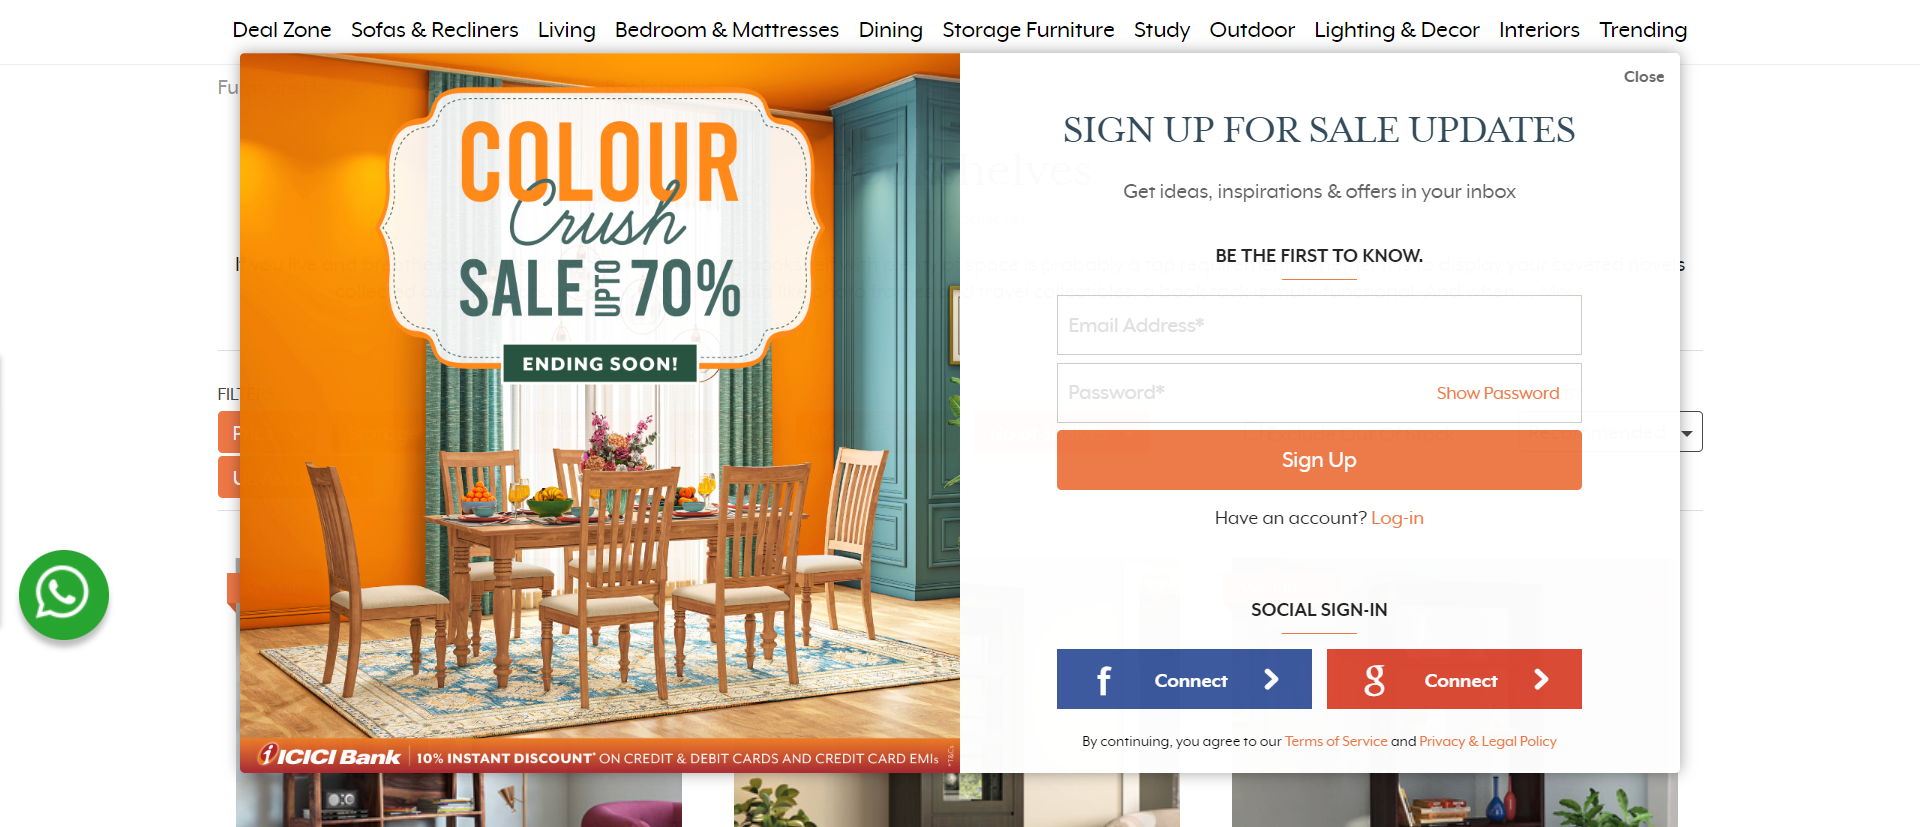 Deal Zone Sofas & Recliners Living Bedroom & Mattresses Dining Storage Furniture Study Outdoor Lighting & Decor Interiors Trending
Close
COLOUR
Crush
SALE UPTO 70%
ENDING SOON!
ICICI Bank 10% INSTANT DISCOUNT* ON CREDIT & DEBIT CARDS AND CREDIT CARD EMIs *T&Cs
SIGN UP FOR SALE UPDATES
Get ideas, inspirations & offers in your inbox
BE THE FIRST TO KNOW.
Email Address*
Password* Show Password
Sign Up
Have an account? Log-in
SOCIAL SIGN-IN
f Connect
g Connect
By continuing, you agree to our Terms of Service and Privacy & Legal Policy